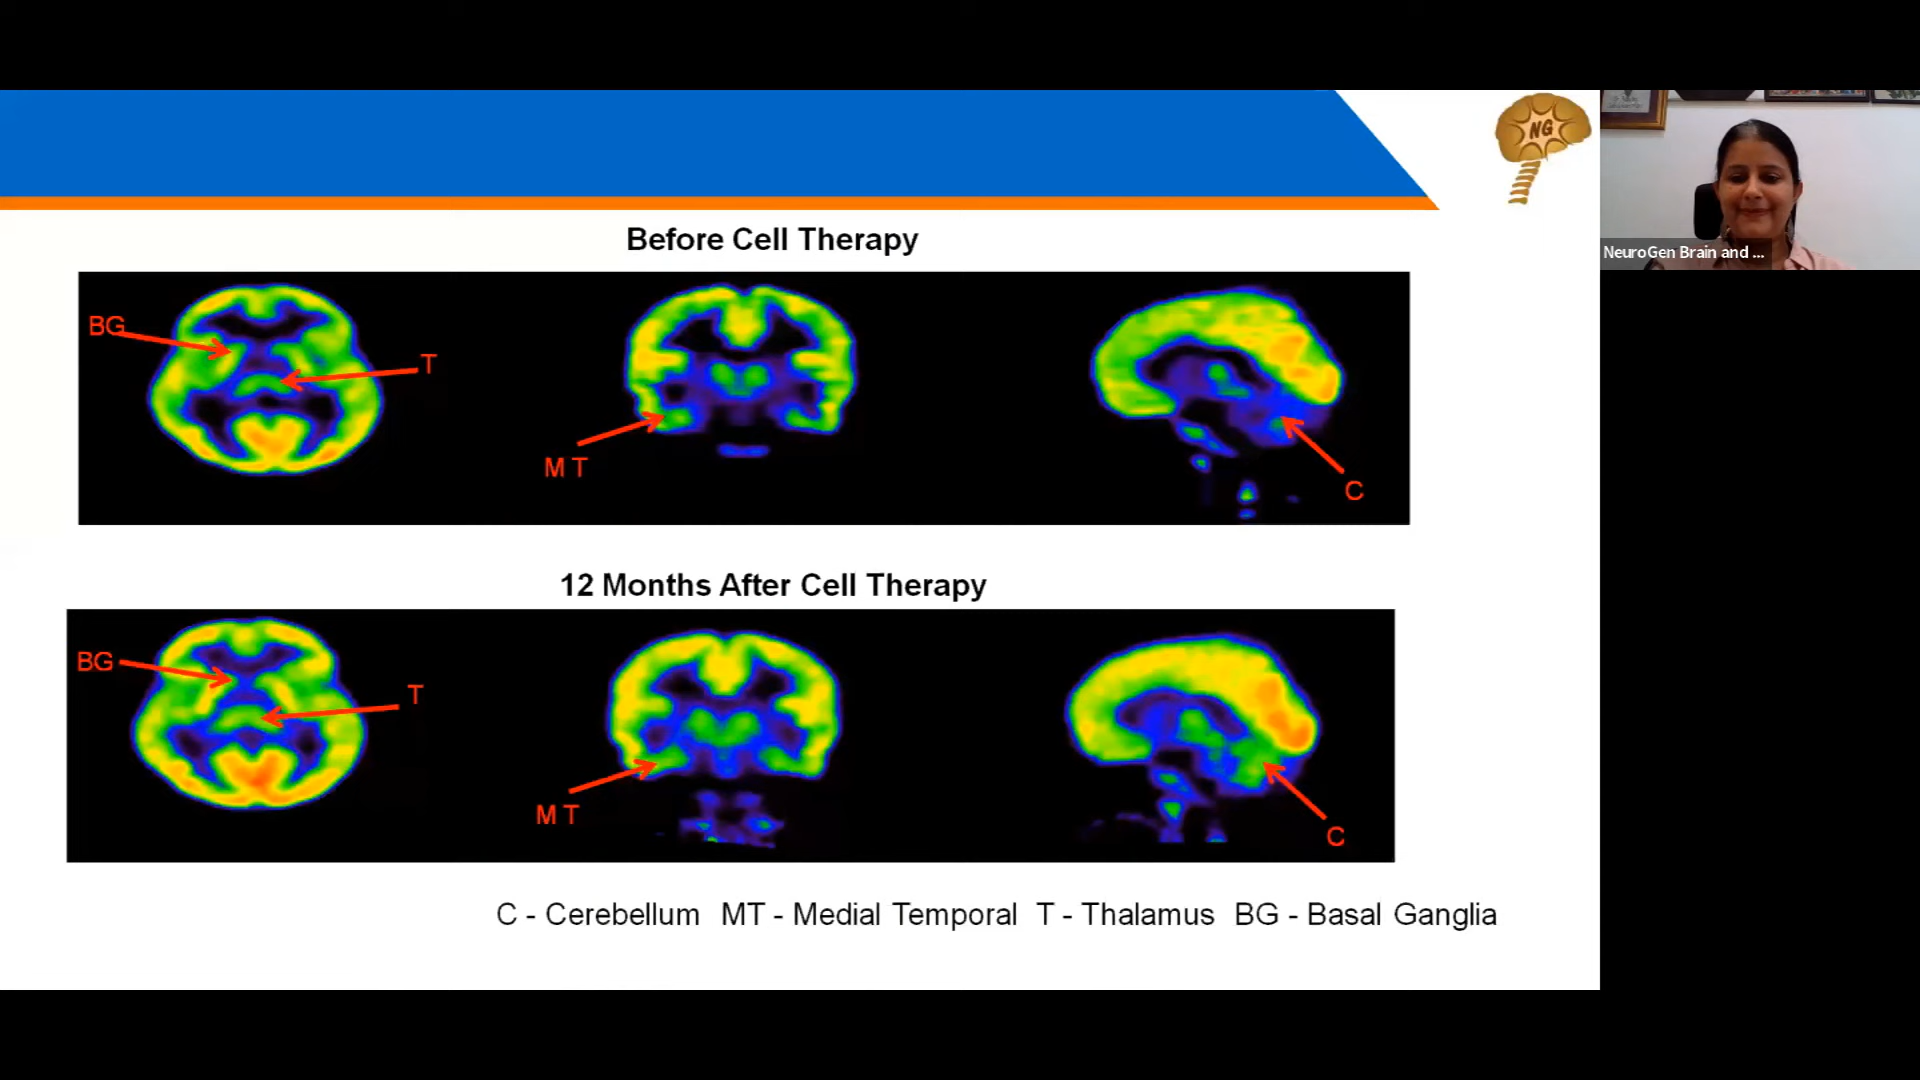 NG
NeuroGen Brain and ...
Before Cell Therapy
BG
T
M T
C
12 Months After Cell Therapy
BG
T
M T
C
C - Cerebellum MT - Medial Temporal T - Thalamus BG - Basal Ganglia